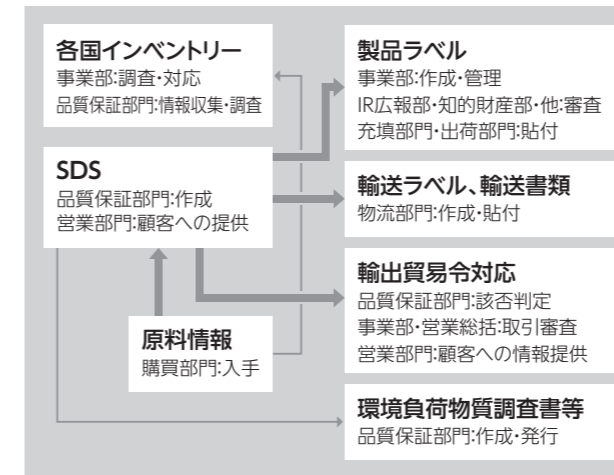 各国インベントリー
事業部:調査・対応
品質保証部門:情報収集・調査
SDS
品質保証部門:作成
営業部門:顧客への提供
原料情報
購買部門:入手
製品ラベル
事業部:作成・管理
IR広報部・知的財産部・他:審査
充填部門・出荷部門:貼付
輸送ラベル、輸送書類
物流部門:作成・貼付
輸出貿易令対応
品質保証部門:該否判定
事業部・営業総括:取引審査
営業部門:顧客への情報提供
環境負荷物質調査書等
品質保証部門:作成・発行